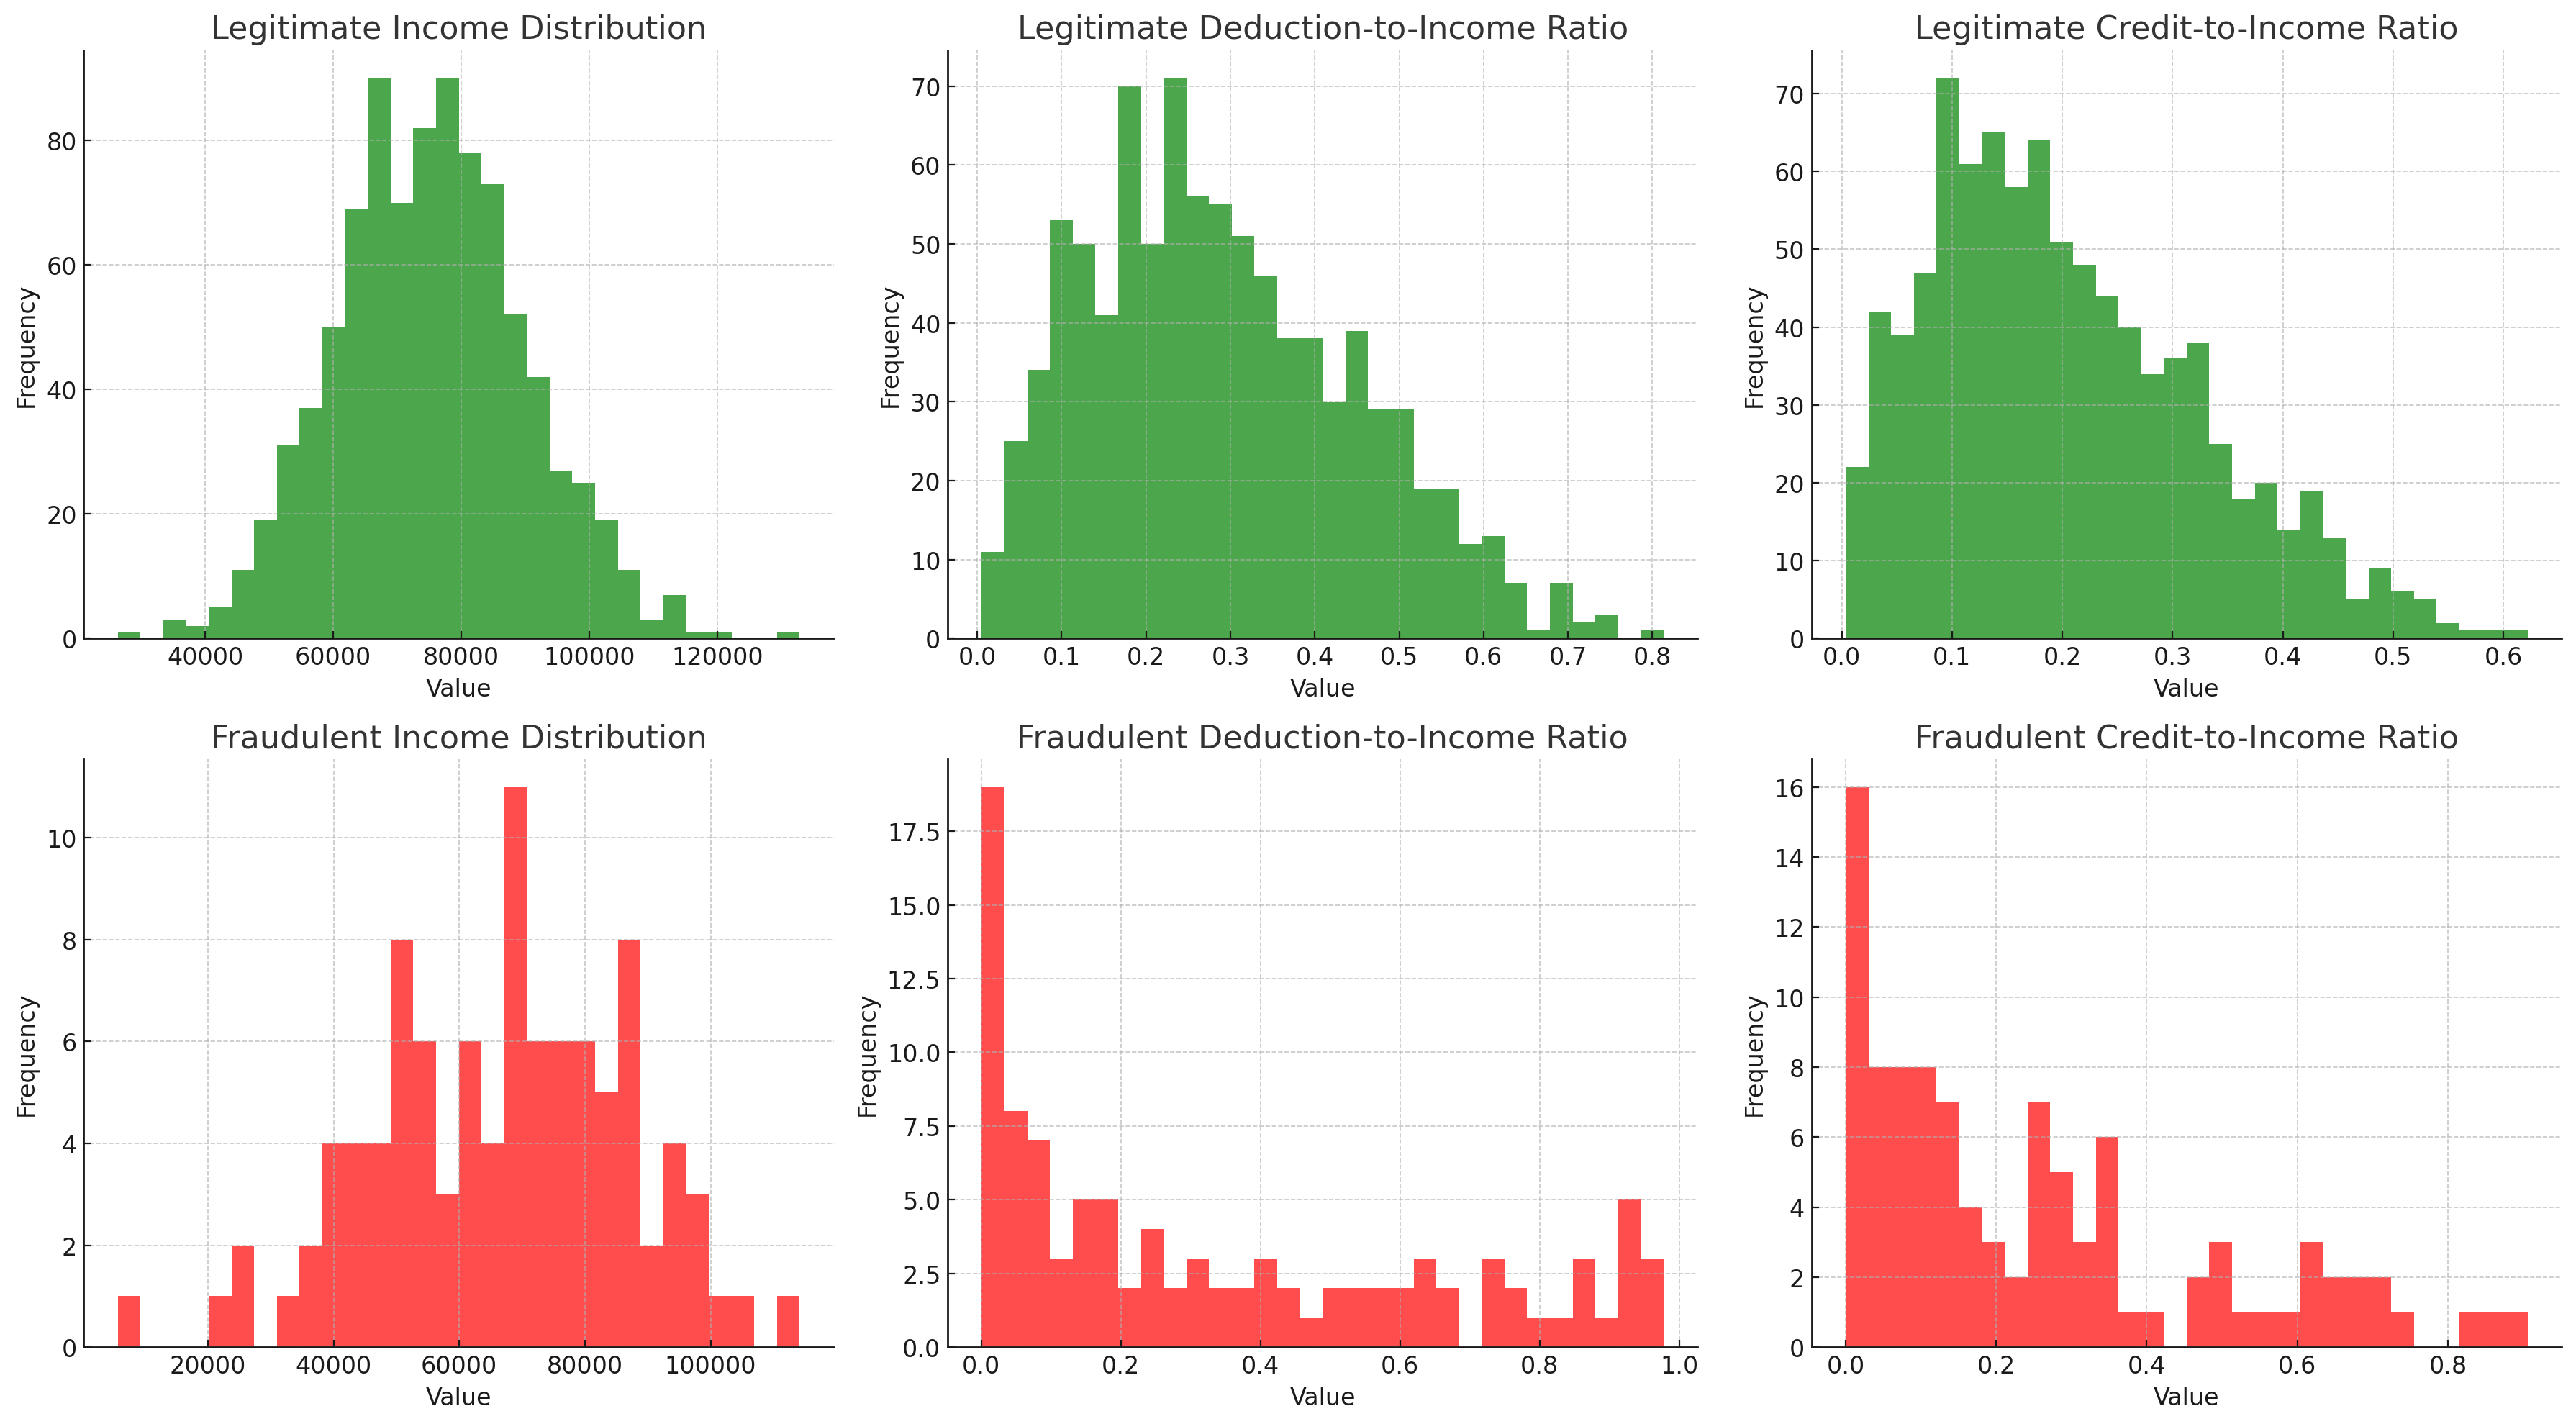 Legitimate Income Distribution
Frequency
80
60
40
20
0
40000 60000 80000 100000 120000
Value
Legitimate Deduction-to-Income Ratio
Frequency
70
60
50
40
30
20
10
0
0.0 0.1 0.2 0.3 0.4 0.5 0.6 0.7 0.8
Value
Legitimate Credit-to-Income Ratio
Frequency
70
60
50
40
30
20
10
0
0.0 0.1 0.2 0.3 0.4 0.5 0.6
Value
Fraudulent Income Distribution
Frequency
10
8
6
4
2
0
20000 40000 60000 80000 100000
Value
Fraudulent Deduction-to-Income Ratio
Frequency
17.5
15.0
12.5
10.0
7.5
5.0
2.5
0.0
0.0 0.2 0.4 0.6 0.8 1.0
Value
Fraudulent Credit-to-Income Ratio
Frequency
16
14
12
10
8
6
4
2
0
0.0 0.2 0.4 0.6 0.8
Value